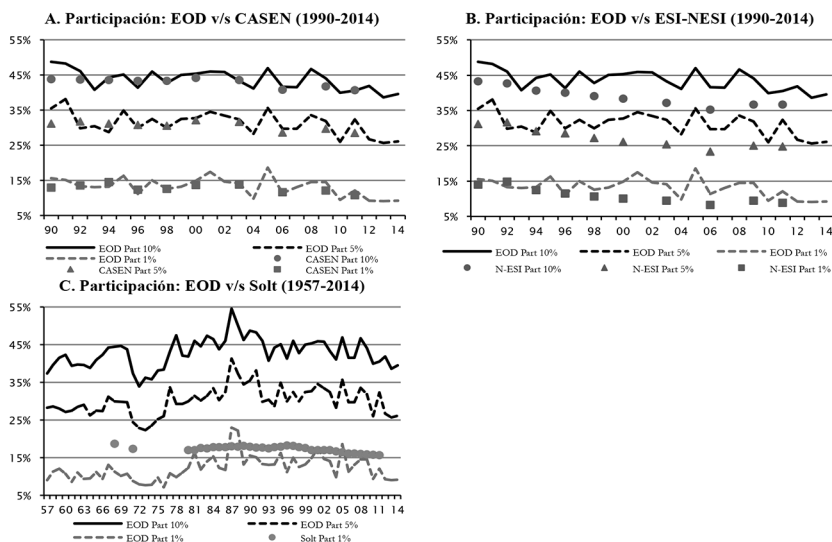 A. Participación: EOD v/s CASEN (1990-2014)
55%
45%
35%
25%
15%
5%
90 92 94 96 98 00 02 04 06 08 10 12 14
EOD Part 10% EOD Part 5%
EOD Part 1% CASEN Part 10%
CASEN Part 5% CASEN Part 1%
B. Participación: EOD v/s ESI-NESI (1990-2014)
55%
45%
35%
25%
15%
5%
90 92 94 96 98 00 02 04 06 08 10 12 14
EOD Part 10% EOD Part 5% EOD Part 1%
N-ESI Part 10% N-ESI Part 5% N-ESI Part 1%
C. Participación: EOD v/s Solt (1957-2014)
55%
45%
35%
25%
15%
5%
57 60 63 66 69 72 75 78 81 84 87 90 93 96 99 02 05 08 11 14
EOD Part 10% EOD Part 5%
EOD Part 1% Solt Part 1%